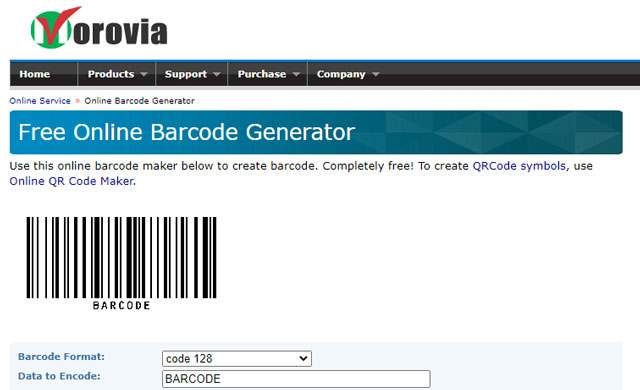 Morovia
Home Products Support Purchase Company
Online Service » Online Barcode Generator
Free Online Barcode Generator
Use this online barcode maker below to create barcode. Completely free! To create QRCode symbols, use
Online QR Code Maker.
BARCODE
Barcode Format: code 128
Data to Encode: BARCODE